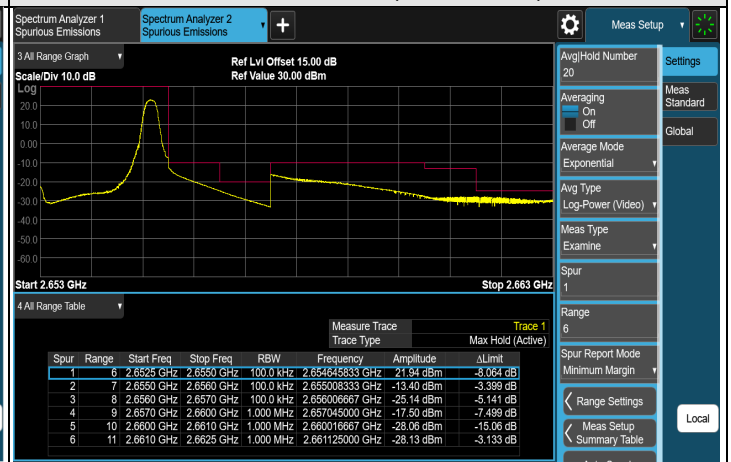 Spectrum Analyzer 1
Spurious Emissions
Spectrum Analyzer 2
Spurious Emissions
Meas Setup
3 All Range Graph
Ref Lvl Offset 15.00 dB
Scale/Div 10.0 dB
Ref Value 30.00 dBm
Log
20.0
10.0
0.00
-10.0
-20.0
-30.0
-40.0
-50.0
-60.0
Start 2.653 GHz
Stop 2.663 GHz
4 All Range Table
Measure Trace Trace 1
Trace Type Max Hold (Active)
Spur Range Start Freq Stop Freq RBW Frequency Amplitude ΔLimit
1 6 2.6525 GHz 2.6550 GHz 100.0 kHz 2.654645833 GHz 21.94 dBm -8.064 dB
2 7 2.6550 GHz 2.6560 GHz 100.0 kHz 2.655008333 GHz -13.40 dBm -3.399 dB
3 8 2.6560 GHz 2.6570 GHz 100.0 kHz 2.656006667 GHz -25.14 dBm -5.141 dB
4 9 2.6570 GHz 2.6600 GHz 1.000 MHz 2.657045000 GHz -17.50 dBm -7.499 dB
5 10 2.6600 GHz 2.6610 GHz 1.000 MHz 2.660016667 GHz -28.06 dBm -15.06 dB
6 11 2.6610 GHz 2.6625 GHz 1.000 MHz 2.661125000 GHz -28.13 dBm -3.133 dB
Avg|Hold Number
20
Averaging
On
Off
Average Mode
Exponential
Avg Type
Log-Power (Video)
Meas Type
Examine
Spur
1
Range
6
Spur Report Mode
Minimum Margin
Range Settings
Meas Setup
Summary Table
Settings
Meas
Standard
Global
Local